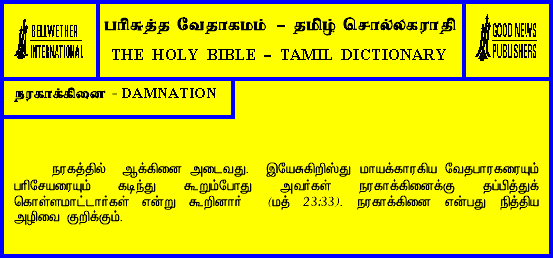 BELLWETHER
INTERNATIONAL
பரிசுத்த வேதாகமம் - தமிழ் சொல்லகராதி
THE HOLY BIBLE - TAMIL DICTIONARY
GOOD NEWS
PUBLISHERS
நரகாக்கினை - DAMNATION
நரகத்தில் ஆக்கினை அடைவது. இயேசுகிறிஸ்து மாயக்காரகிய வேதபாரகரையும்
பரிசேயரையும் கடிந்து கூறும்போது அவர்கள் நரகாக்கினைக்கு தப்பித்துக்
கொள்ளமாட்டார்கள் என்று கூறினார் (மத் 23:33). நரகாக்கினை என்பது நித்திய
அழிவை குறிக்கும்.